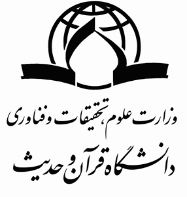 وزارت علوم، تحقیقات و فناوری
دانشگاه قرآن و حدیث